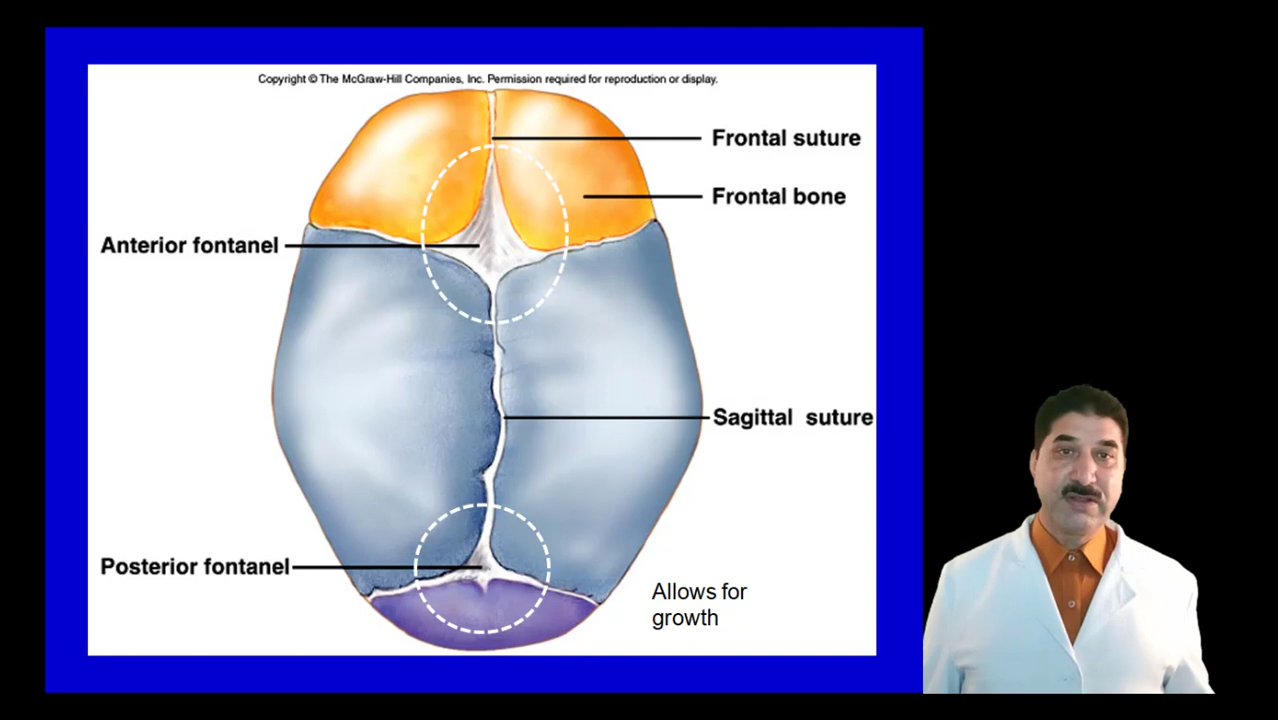 Copyright © The McGraw-Hill Companies, Inc. Permission required for reproduction or display.
Frontal suture
Frontal bone
Anterior fontanel
Sagittal suture
Posterior fontanel
Allows for
growth